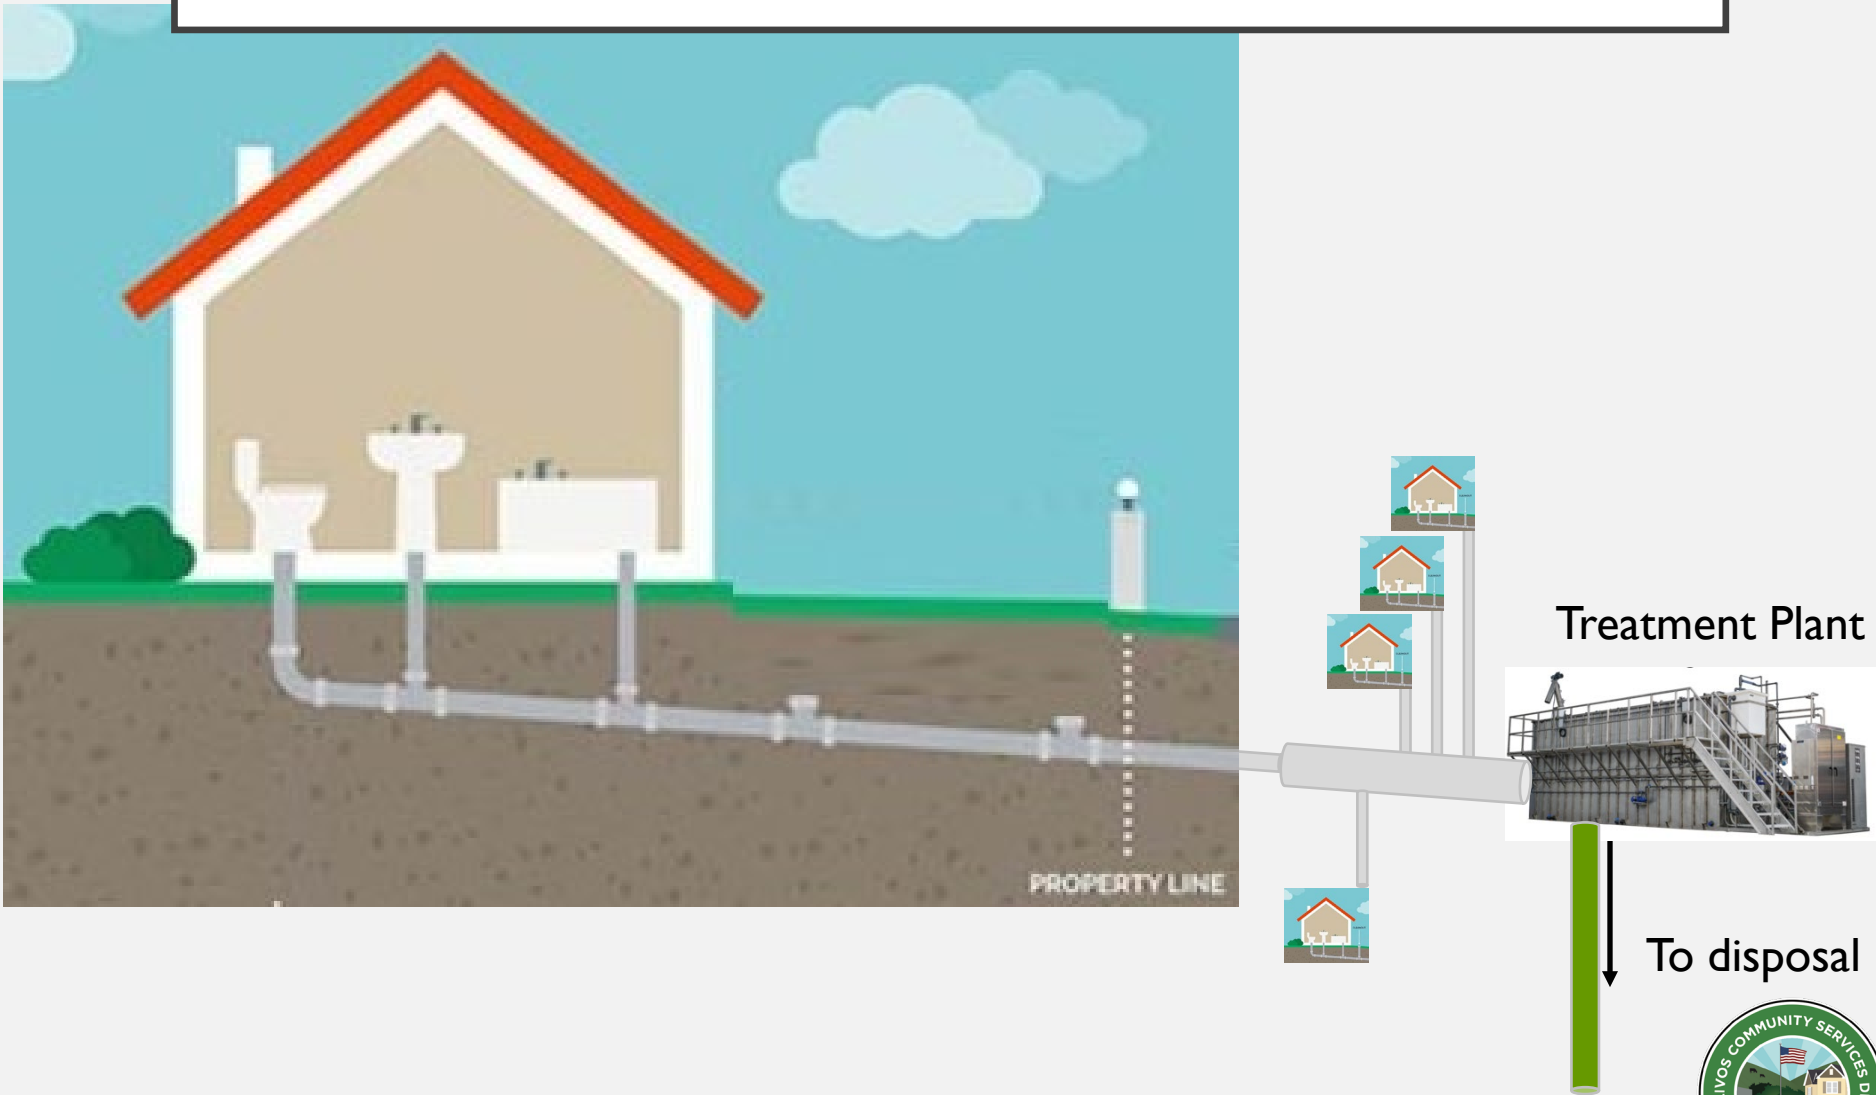 Treatment Plant
PROPERTY LINE
To disposal
COMMUNITY SERVICES